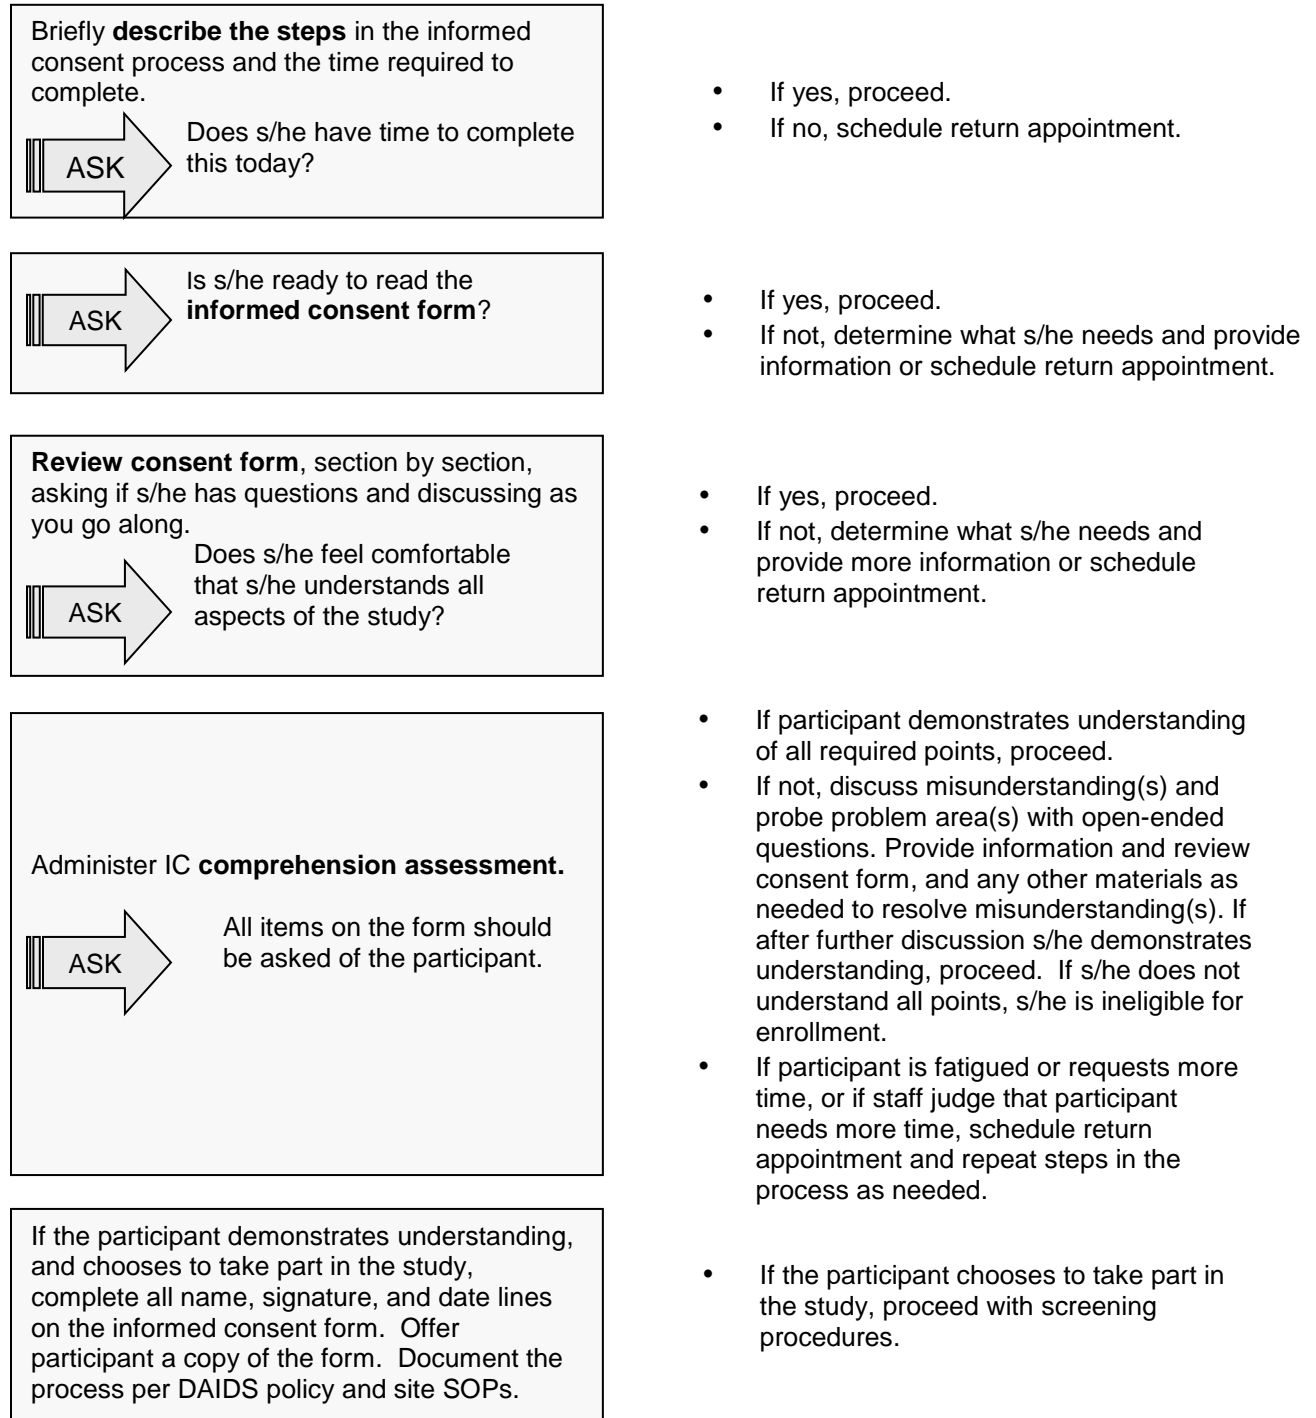 Briefly describe the steps in the informed
consent process and the time required to
complete.
ASK
Does s/he have time to complete
this today?
• If yes, proceed.
• If no, schedule return appointment.
ASK
Is s/he ready to read the
informed consent form?
• If yes, proceed.
• If not, determine what s/he needs and provide
information or schedule return appointment.
Review consent form, section by section,
asking if s/he has questions and discussing as
you go along.
ASK
Does s/he feel comfortable
that s/he understands all
aspects of the study?
• If yes, proceed.
• If not, determine what s/he needs and
provide more information or schedule
return appointment.
Administer IC comprehension assessment.
ASK
All items on the form should
be asked of the participant.
• If participant demonstrates understanding
of all required points, proceed.
• If not, discuss misunderstanding(s) and
probe problem area(s) with open-ended
questions. Provide information and review
consent form, and any other materials as
needed to resolve misunderstanding(s). If
after further discussion s/he demonstrates
understanding, proceed.  If s/he does not
understand all points, s/he is ineligible for
enrollment.
• If participant is fatigued or requests more
time, or if staff judge that participant
needs more time, schedule return
appointment and repeat steps in the
process as needed.
If the participant demonstrates understanding,
and chooses to take part in the study,
complete all name, signature, and date lines
on the informed consent form.  Offer
participant a copy of the form.  Document the
process per DAIDS policy and site SOPs.
• If the participant chooses to take part in
the study, proceed with screening
procedures.